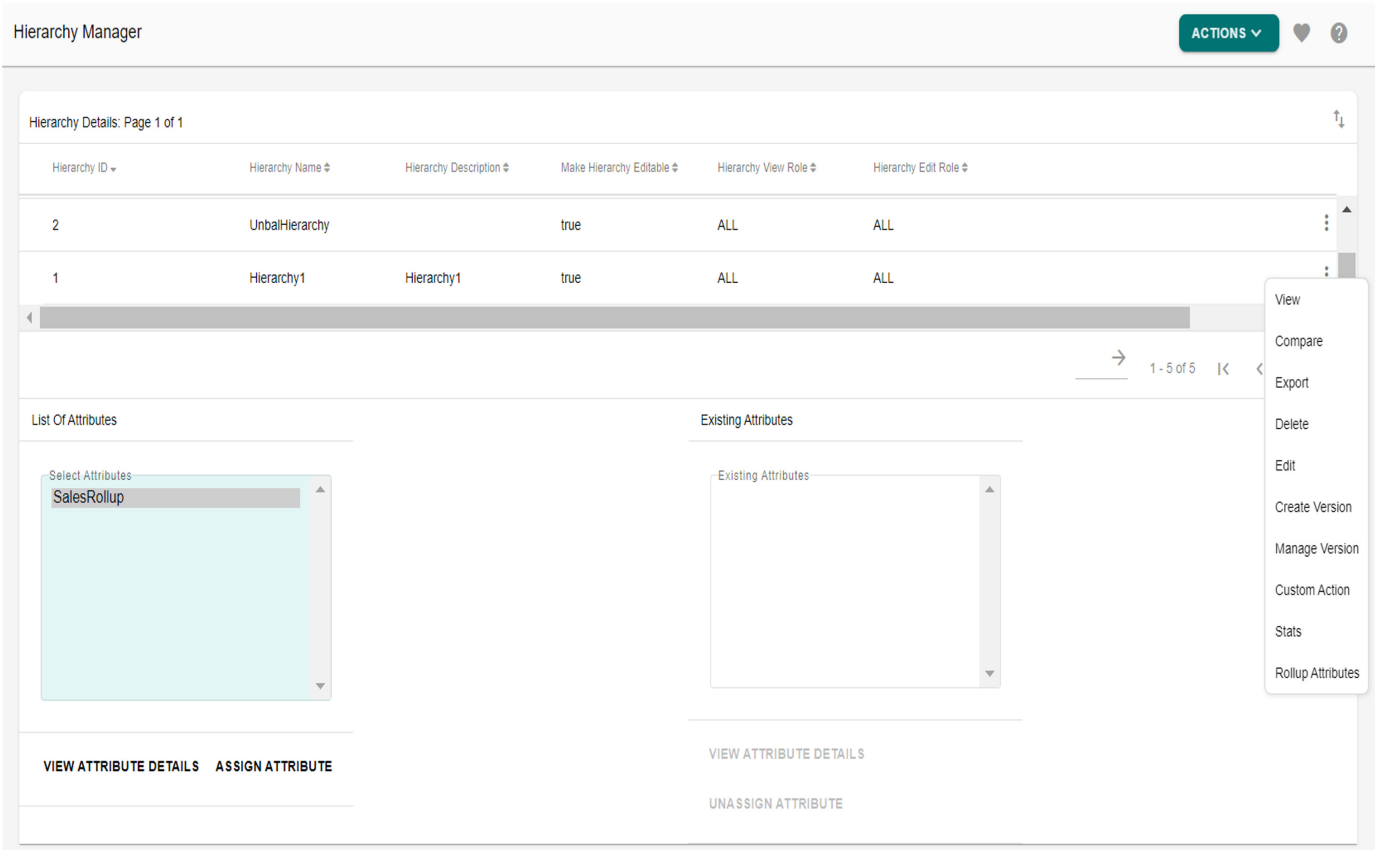 Hierarchy Manager
ACTIONS
Hierarchy Details: Page 1 of 1
Hierarchy ID Hierarchy Name Hierarchy Description Make Hierarchy Editable Hierarchy View Role Hierarchy Edit Role
2 UnbalHierarchy true ALL ALL
1 Hierarchy1 Hierarchy1 true ALL ALL
1 - 5 of 5
View
Compare
Export
Delete
Edit
Create Version
Manage Version
Custom Action
Stats
Rollup Attributes
List Of Attributes
Select Attributes
SalesRollup
VIEW ATTRIBUTE DETAILS ASSIGN ATTRIBUTE
Existing Attributes
Existing Attributes
VIEW ATTRIBUTE DETAILS
UNASSIGN ATTRIBUTE